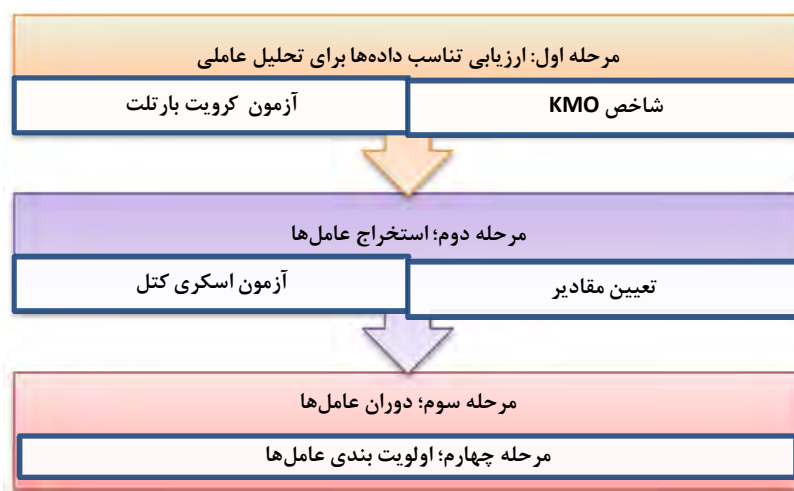 مرحله اول: ارزیابی تناسب داده‌ها برای تحلیل عاملی
شاخص KMO
آزمون کرویت بارتلت
مرحله دوم؛ استخراج عامل‌ها
تعیین مقادیر
آزمون اسکری کتل
مرحله سوم؛ دوران عامل‌ها
مرحله چهارم؛ اولویت بندی عامل‌ها